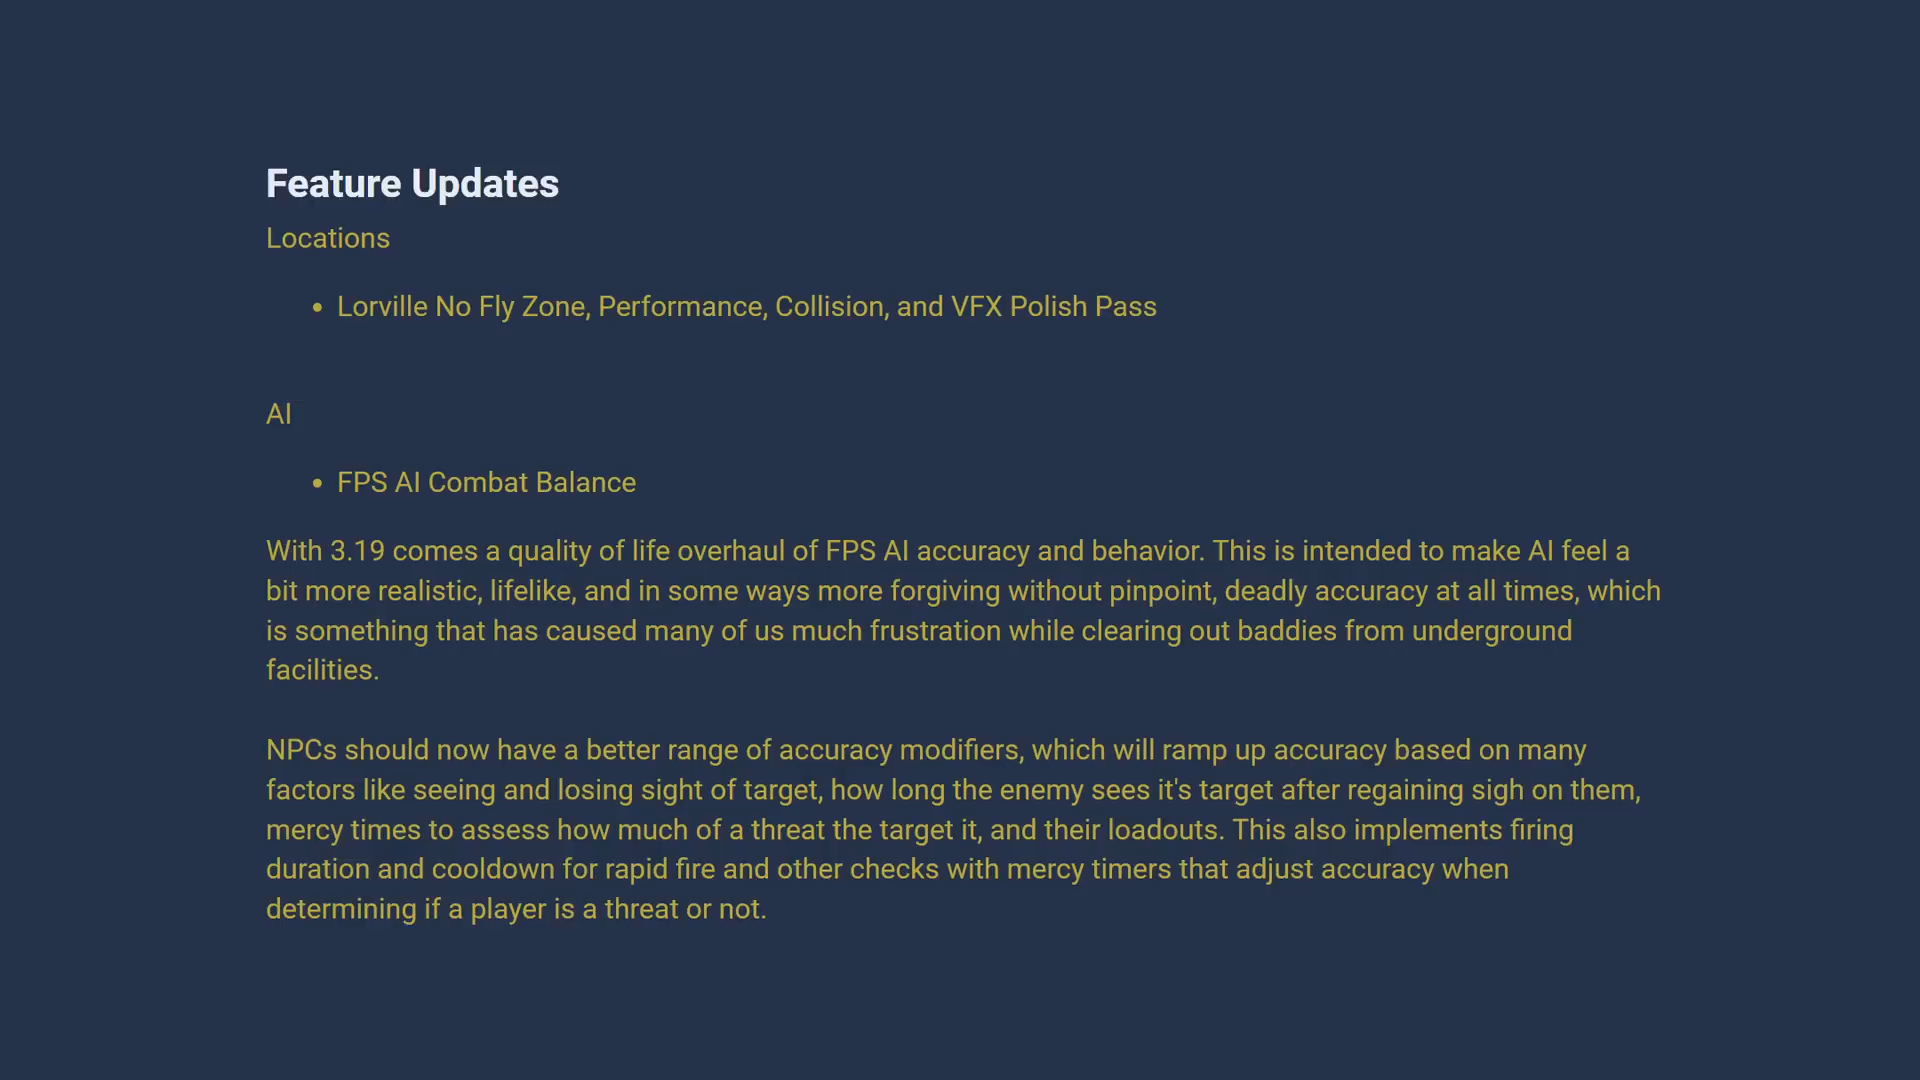 Feature Updates
Locations
• Lorville No Fly Zone, Performance, Collision, and VFX Polish Pass
AI
• FPS AI Combat Balance
With 3.19 comes a quality of life overhaul of FPS AI accuracy and behavior. This is intended to make AI feel a
bit more realistic, lifelike, and in some ways more forgiving without pinpoint, deadly accuracy at all times, which
is something that has caused many of us much frustration while clearing out baddies from underground
facilities.
NPCs should now have a better range of accuracy modifiers, which will ramp up accuracy based on many
factors like seeing and losing sight of target, how long the enemy sees it's target after regaining sigh on them,
mercy times to assess how much of a threat the target it, and their loadouts. This also implements firing
duration and cooldown for rapid fire and other checks with mercy timers that adjust accuracy when
determining if a player is a threat or not.